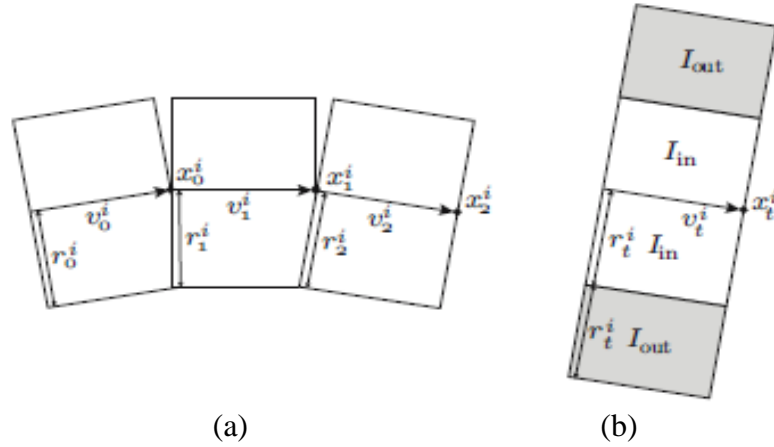 I_out
I_in
x_0^i x_1^i x_2^i x_t^i
v_0^i v_1^i v_2^i v_t^i
r_0^i r_1^i r_2^i r_t^i I_in
r_t^i I_out
(a) (b)